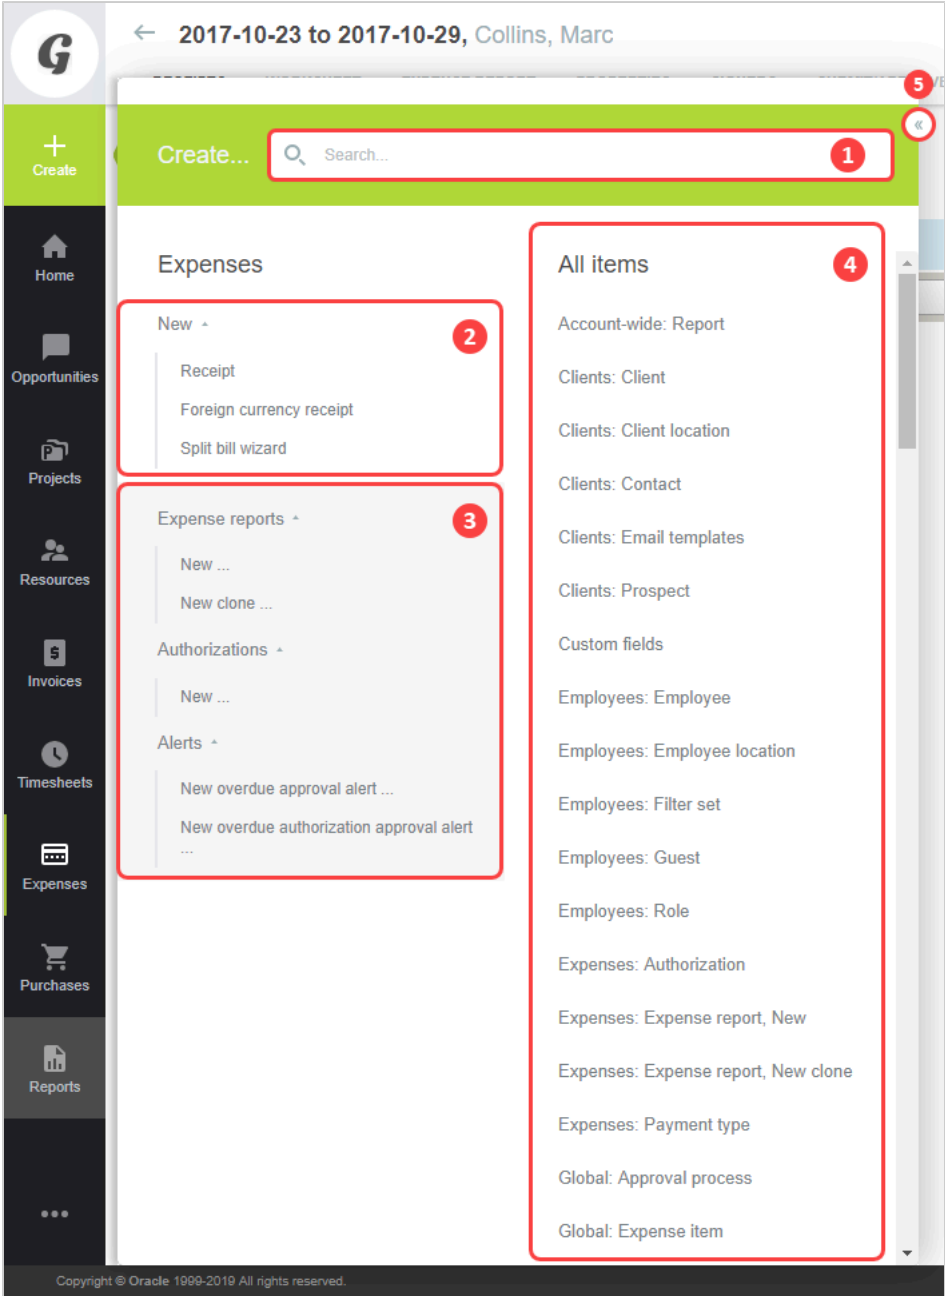 G
2017-10-23 to 2017-10-29, Collins, Marc
5
«
Create
Create...
Search...
1
Home
Opportunities
Projects
Resources
Invoices
Timesheets
Expenses
Purchases
Reports
Expenses
New
2
Receipt
Foreign currency receipt
Split bill wizard
Expense reports
3
New ...
New clone ...
Authorizations
New ...
Alerts
New overdue approval alert ...
New overdue authorization approval alert
...
All items
4
Account-wide: Report
Clients: Client
Clients: Client location
Clients: Contact
Clients: Email templates
Clients: Prospect
Custom fields
Employees: Employee
Employees: Employee location
Employees: Filter set
Employees: Guest
Employees: Role
Expenses: Authorization
Expenses: Expense report, New
Expenses: Expense report, New clone
Expenses: Payment type
Global: Approval process
Global: Expense item
Copyright © Oracle 1999-2019 All rights reserved.